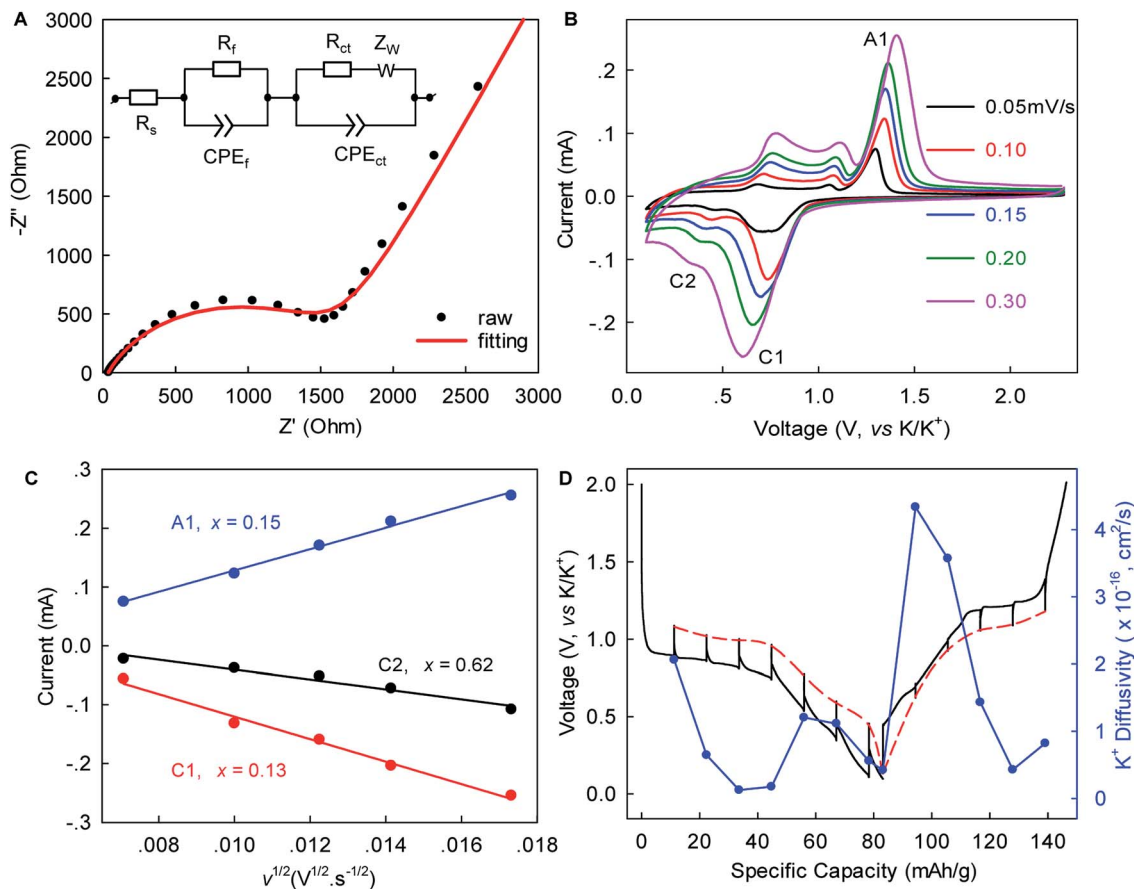 A
3000
2500
2000
1500
1000
500
0
-Z'' (Ohm)
R_f
R_ct
Z_W
W
R_s
CPE_f
CPE_ct
raw
fitting
0 500 1000 1500 2000 2500 3000
Z' (Ohm)
B
.2
.1
0.0
-.1
-.2
Current (mA)
A1
C2
C1
0.05mV/s
0.10
0.15
0.20
0.30
0.0 .5 1.0 1.5 2.0
Voltage (V, vs K/K⁺)
C
.3
.2
.1
0.0
-.1
-.2
-.3
Current (mA)
A1, x = 0.15
C2, x = 0.62
C1, x = 0.13
.008 .010 .012 .014 .016 .018
v^1/2(V^1/2.s^-1/2)
D
2.0
1.5
1.0
0.5
0.0
Voltage (V, vs K/K⁺)
4
3
2
1
0
K⁺ Diffusivity ( x 10⁻¹⁶, cm²/s)
0 20 40 60 80 100 120 140
Specific Capacity (mAh/g)